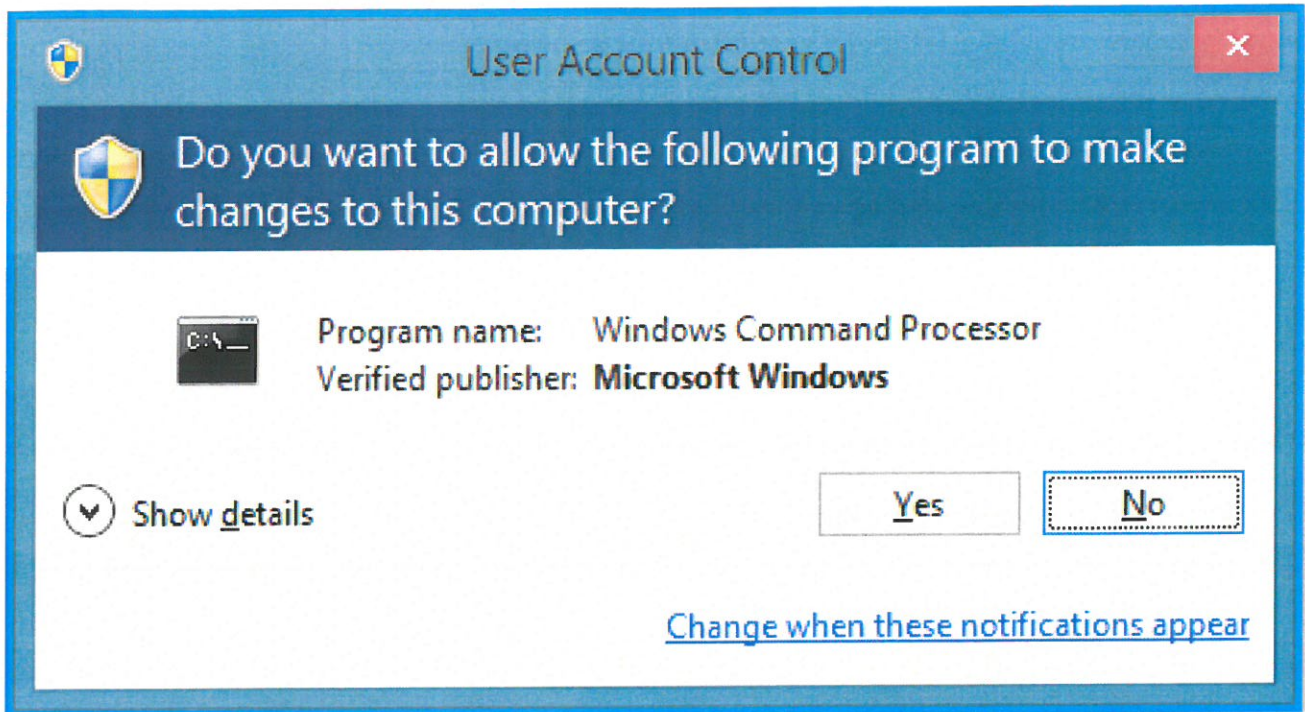 User Account Control
Do you want to allow the following program to make
changes to this computer?
C:\_
Program name: Windows Command Processor
Verified publisher: Microsoft Windows
Show details
Yes No
Change when these notifications appear